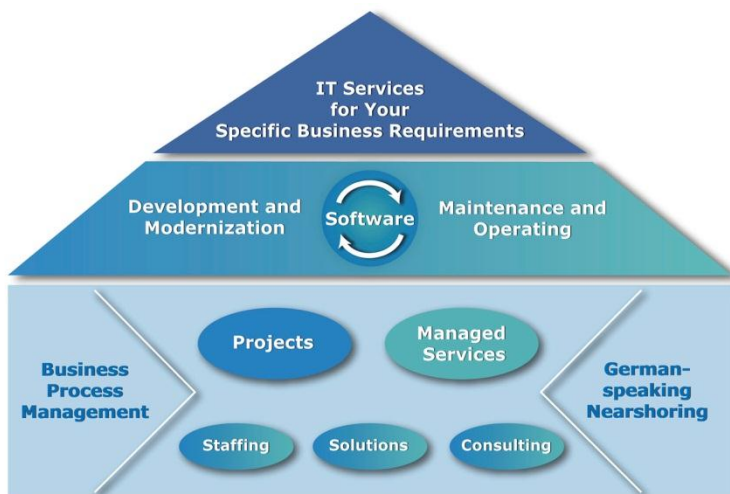 IT Services
for Your
Specific Business Requirements
Development and
Modernization
Software
Maintenance and
Operating
Projects
Managed
Services
Business
Process
Management
German-
speaking
Nearshoring
Staffing
Solutions
Consulting